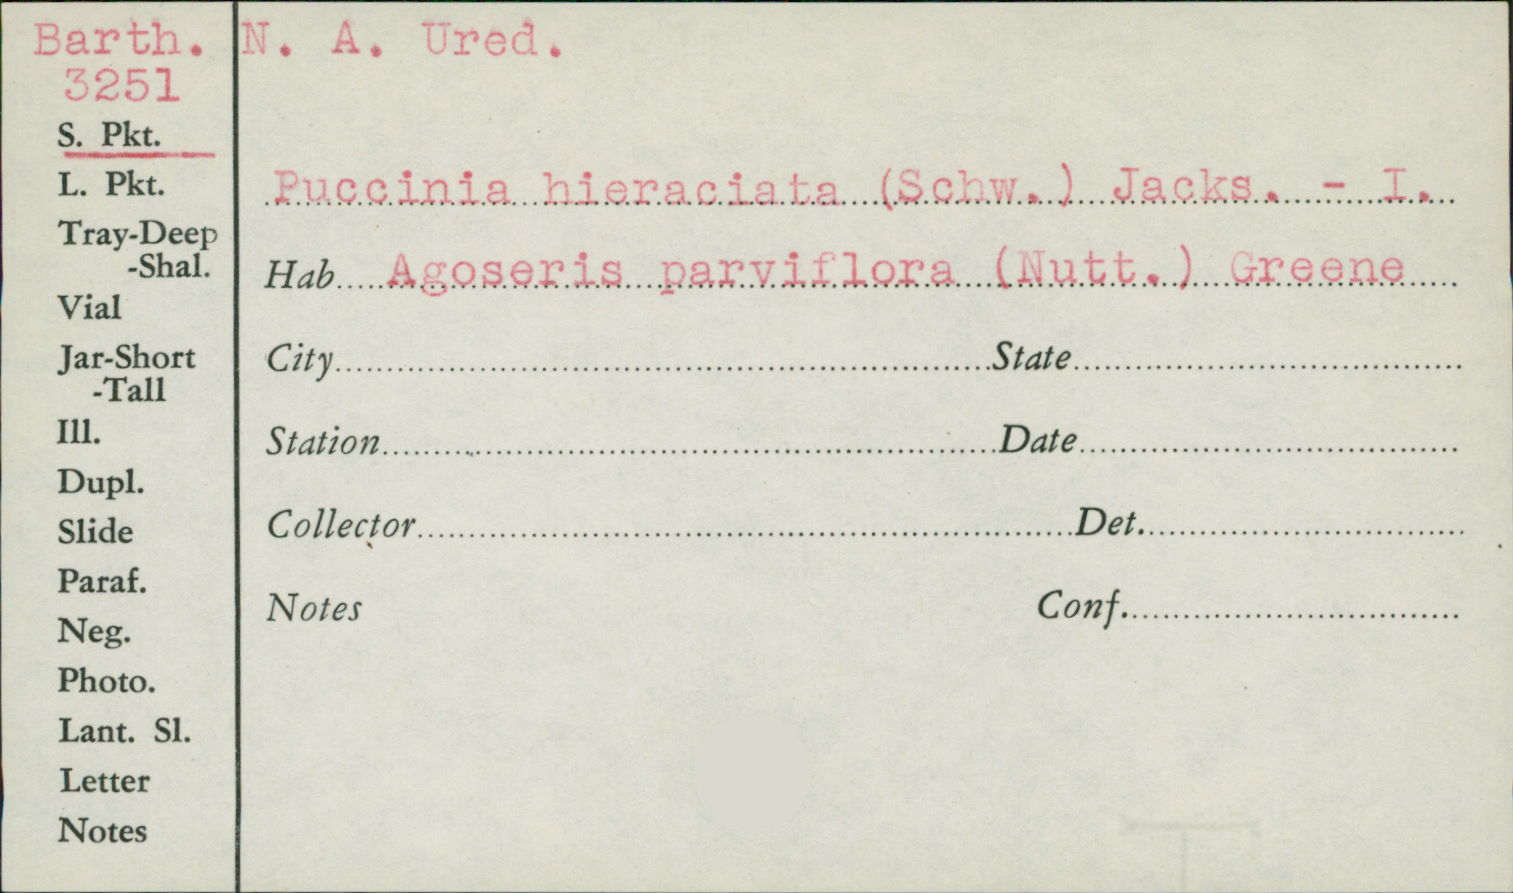 Barth. N. A. Ured.
3251
S. Pkt.
L. Pkt.
Tray-Deep
-Shal.
Vial
Jar-Short
-Tall
Ill.
Dupl.
Slide
Paraf.
Neg.
Photo.
Lant. Sl.
Letter
Notes
Puccinia hieraciata (Schw.) Jacks. - I.
Hab Agoseris parviflora (Nutt.) Greene
City State
Station Date
Collector Det.
Notes Conf.